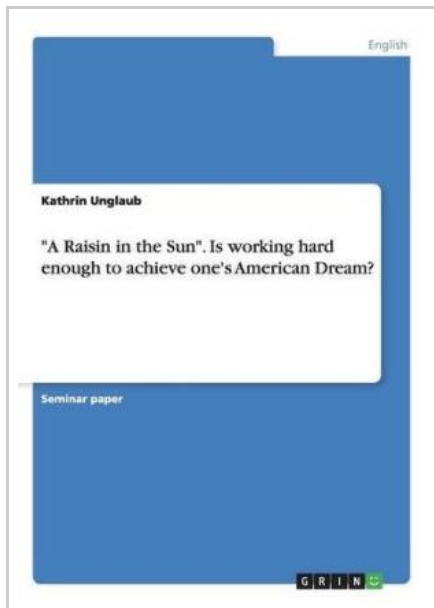 English
Kathrin Unglaub
"A Raisin in the Sun". Is working hard
enough to achieve one's American Dream?
Seminar paper
GRIN